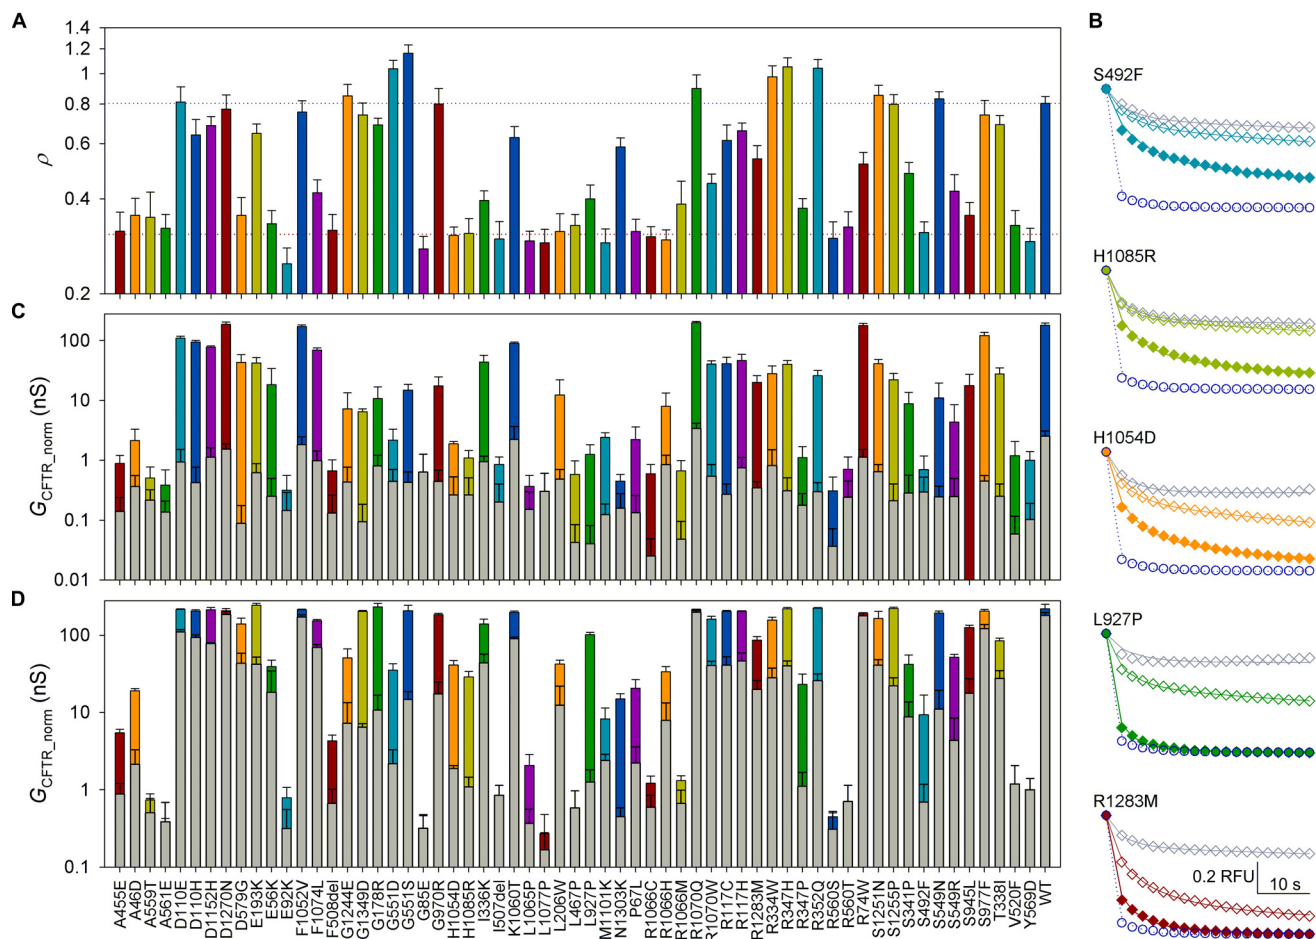 A
1.4
1.2
1
0.8
0.6
0.4
0.2
ρ
B
S492F
H1085R
H1054D
L927P
R1283M
0.2 RFU
10 s
C
100
10
1
0.1
0.01
GCFTR_norm (nS)
D
100
10
1
0.1
GCFTR_norm (nS)
A455E
A46D
A559T
A561E
D110E
D110H
D1152H
D1270N
D579G
E193K
E56K
E92K
F1052V
F1074L
F508del
G1244E
G1349D
G178R
G551D
G551S
G85E
G970R
H1054D
H1085R
I336K
I507del
K1060T
L1065P
L1077P
L206W
L467P
L927P
M1101K
N1303K
P67L
R1066C
R1066H
R1066M
R1070Q
R1070W
R117C
R117H
R1283M
R334W
R347H
R347P
R352Q
R560S
R560T
R74W
S1251N
S1255P
S341P
S492F
S549N
S549R
S945L
S977F
T338I
V520F
Y569D
WT